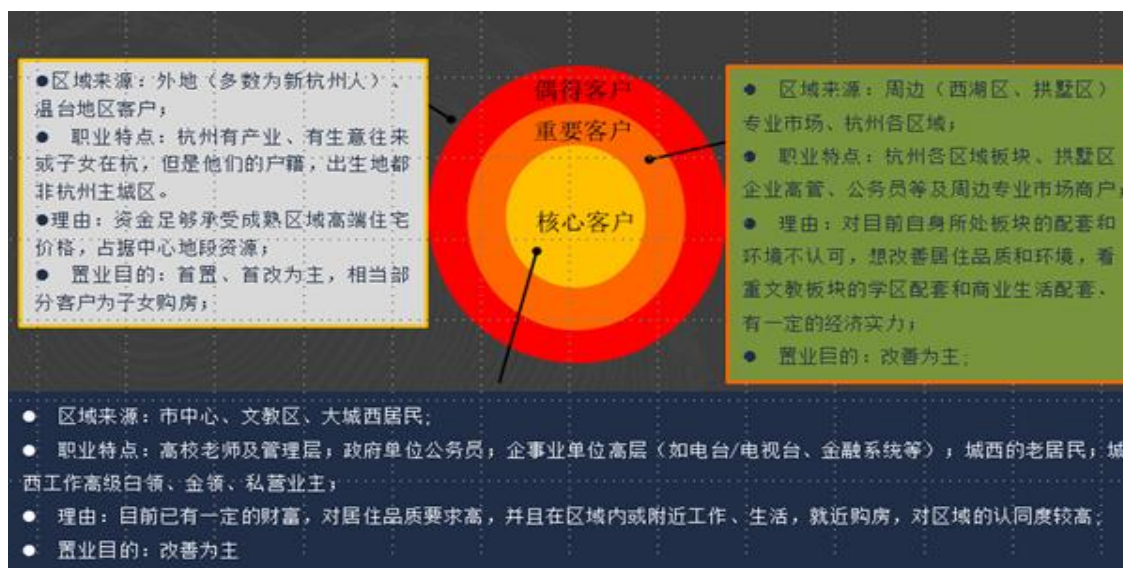 ●区域来源：外地（多数为新杭州人）、
温台地区客户；
● 职业特点：杭州有产业、有生意往来
或子女在杭，但是他们的户籍，出生地都
非杭州主城区。
●理由：资金足够承受成熟区域高端住宅
价格，占据中心地段资源；
● 置业目的：首置、首改为主，相当部
分客户为子女购房；
偶得客户
重要客户
核心客户
● 区域来源：周边（西湖区、拱墅区）
专业市场、杭州各区域；
● 职业特点：杭州各区域板块、拱墅区
企业高管、公务员等及周边专业市场商户；
● 理由：对目前自身所处板块的配套和
环境不认可，想改善居住品质和环境，看
重文教板块的学区配套和商业生活配套、
有一定的经济实力；
● 置业目的：改善为主；
● 区域来源：市中心、文教区、大城西居民；
● 职业特点：高校老师及管理层；政府单位公务员；企事业单位高层（如电台/电视台、金融系统等）；城西的老居民；城
西工作高级白领、金领、私营业主；
● 理由：目前已有一定的财富，对居住品质要求高，并且在区域内或附近工作、生活，就近购房，对区域的认同度较高；
● 置业目的：改善为主